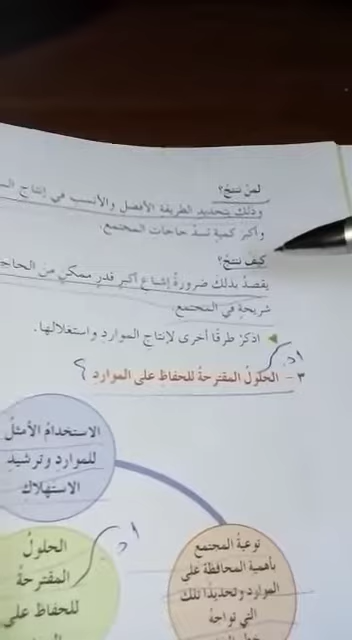 لمن ننتج؟
وذلك بتحديد الطريقة الأفضل والأنسب في إنتاج
وأكبر كمية تسدّ حاجات المجتمع.
كيف ننتج؟
يقصدُ بذلك ضرورةُ إشباع أكبر قدرٍ ممكنٍ من
شريحةٍ في المجتمع.
اذكرْ طرقًا أخرى لإنتاج الموارد واستغلالها.
٣ - الحلولُ المقترحةُ للحفاظِ على الموارد
الاستخدامُ الأمثلُ
للموارد وترشيد
الاستهلاك
توعيةُ المجتمع
بأهمية المحافظة على
الموارد وتحديدًا تلك
التي تواجهُ
الحلولُ
المقترحةُ
للحفاظ على